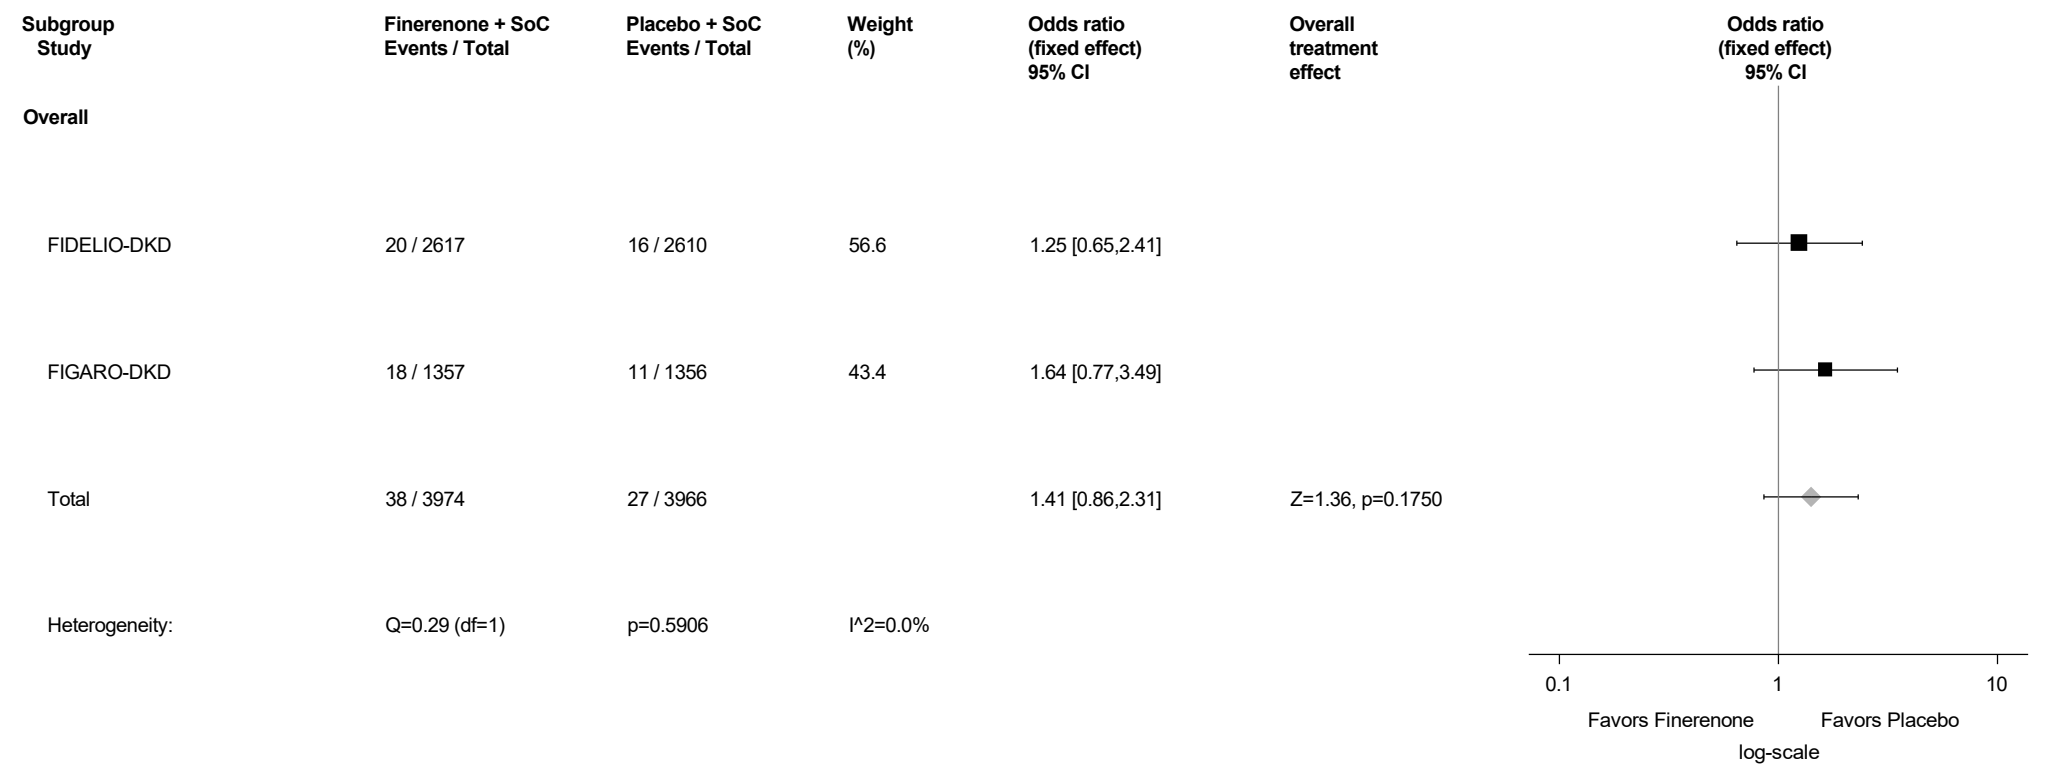 Subgroup Finerenone + SoC Placebo + SoC Weight Odds ratio Overall Odds ratio
Study Events / Total Events / Total (%) (fixed effect) treatment (fixed effect)
95% CI effect 95% CI
Overall
FIDELIO-DKD 20 / 2617 16 / 2610 56.6 1.25 [0.65,2.41]
FIGARO-DKD 18 / 1357 11 / 1356 43.4 1.64 [0.77,3.49]
Total 38 / 3974 27 / 3966 1.41 [0.86,2.31] Z=1.36, p=0.1750
Heterogeneity: Q=0.29 (df=1) p=0.5906 I^2=0.0%
0.1 1 10
Favors Finerenone Favors Placebo
log-scale